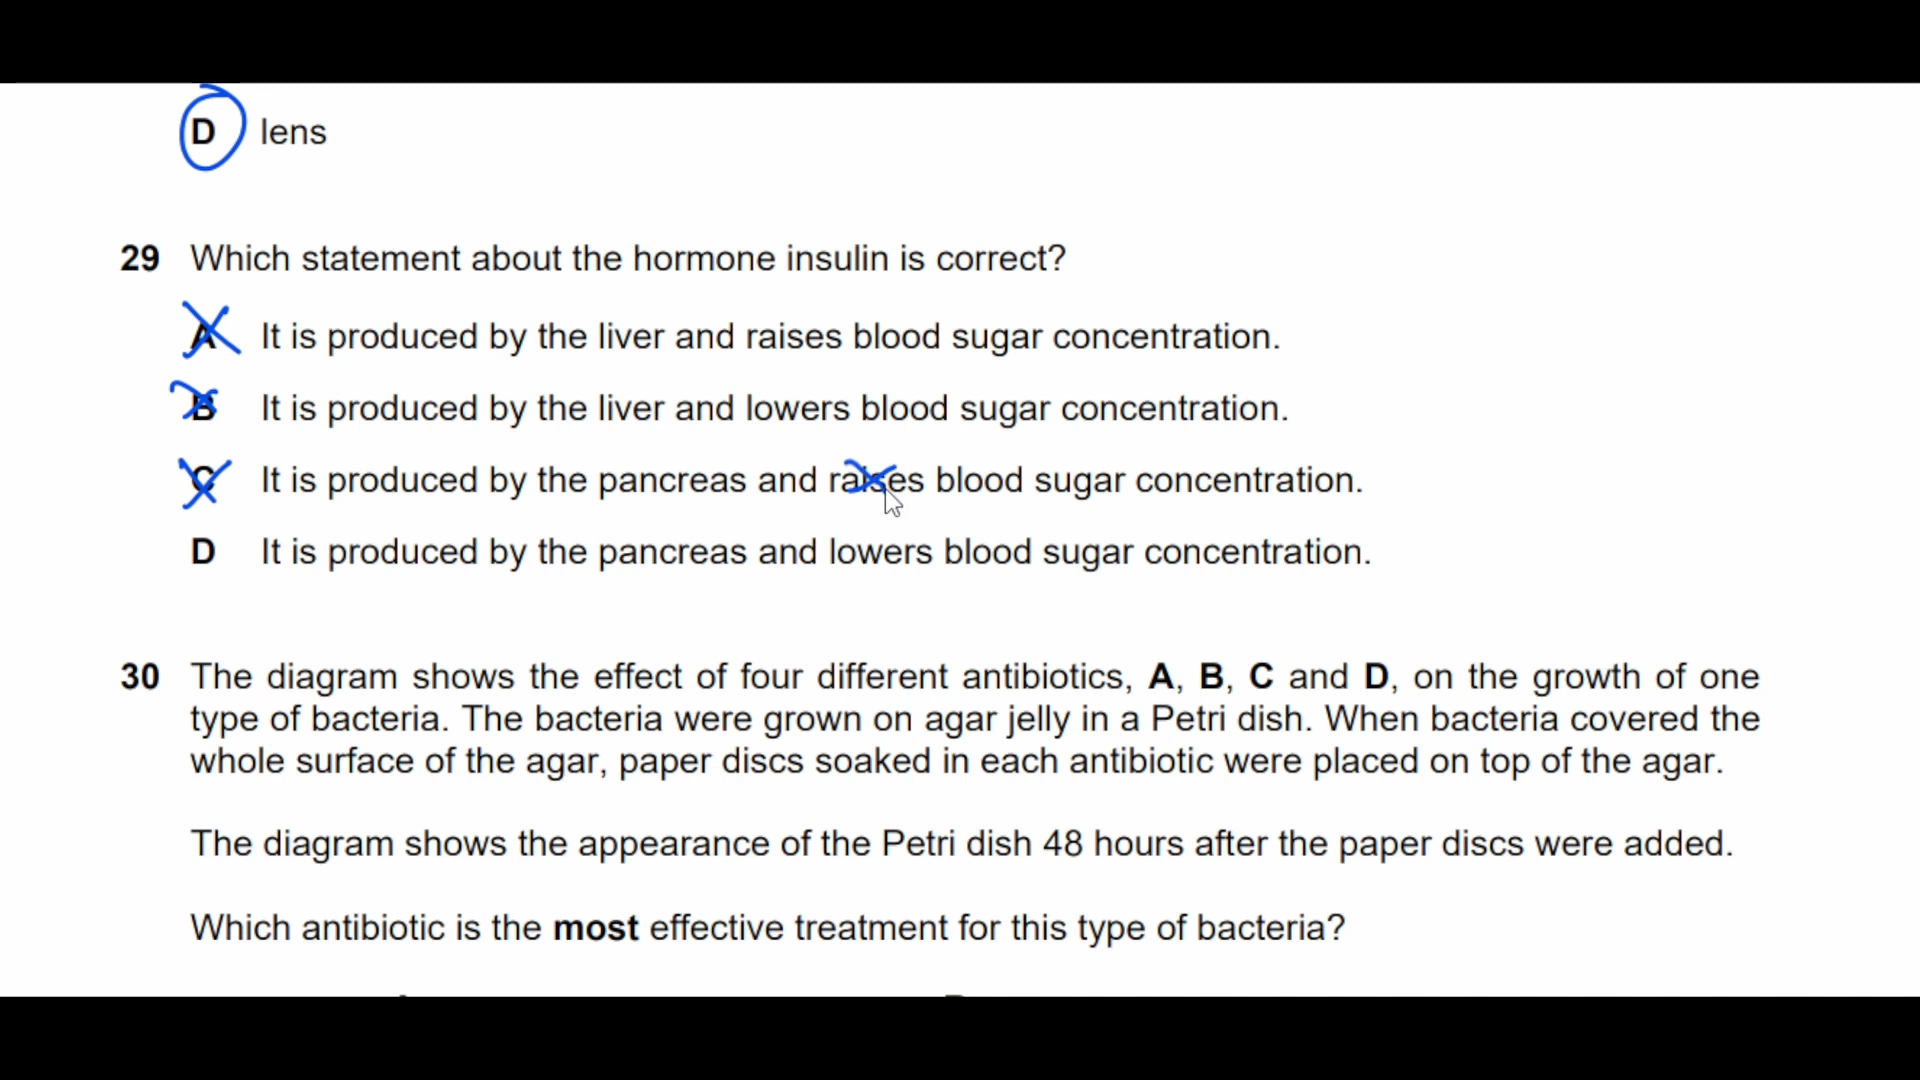 D lens
29 Which statement about the hormone insulin is correct?
A It is produced by the liver and raises blood sugar concentration.
B It is produced by the liver and lowers blood sugar concentration.
C It is produced by the pancreas and raises blood sugar concentration.
D It is produced by the pancreas and lowers blood sugar concentration.
30 The diagram shows the effect of four different antibiotics, A, B, C and D, on the growth of one
type of bacteria. The bacteria were grown on agar jelly in a Petri dish. When bacteria covered the
whole surface of the agar, paper discs soaked in each antibiotic were placed on top of the agar.
The diagram shows the appearance of the Petri dish 48 hours after the paper discs were added.
Which antibiotic is the most effective treatment for this type of bacteria?